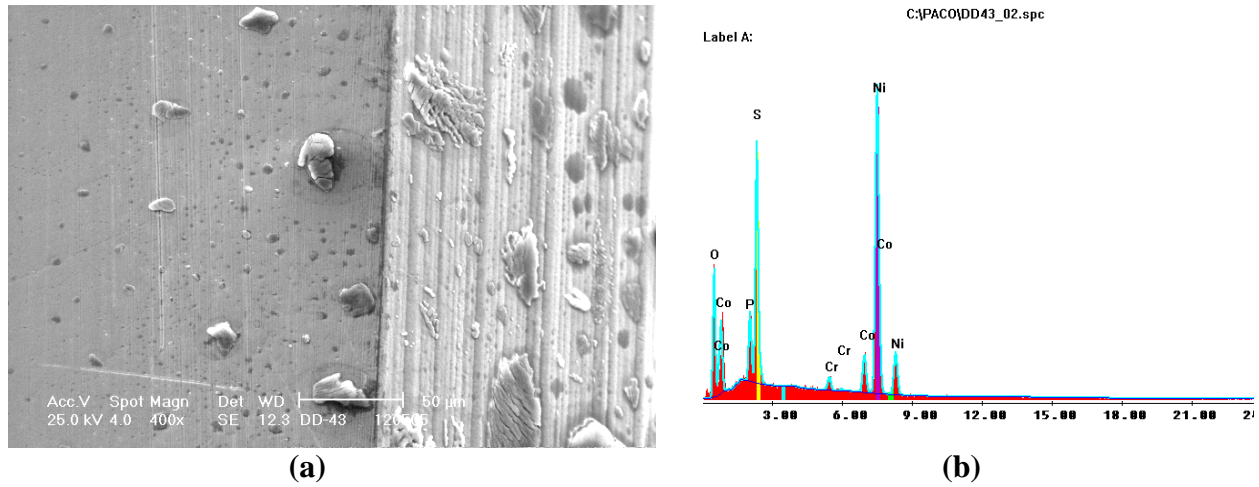 C:\PACO\DD43_02.spc
Label A:
Ni
S
Co
O
Co
P
Co
Co
Cr
Cr
Ni
3.00 6.00 9.00 12.00 15.00 18.00 21.00
Acc.V Spot Magn Det WD 50 µm
25.0 kV 4.0 400x SE 12.3 DD-43
(a) (b)